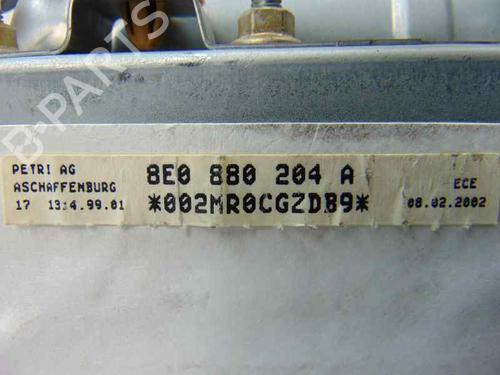 B-PARTS
PETRI AG
ASCHAFFENBURG
17 13:4.99.01
8E0 880 204 A
*002MR0CGZDB9*
ECE
08.02.2002